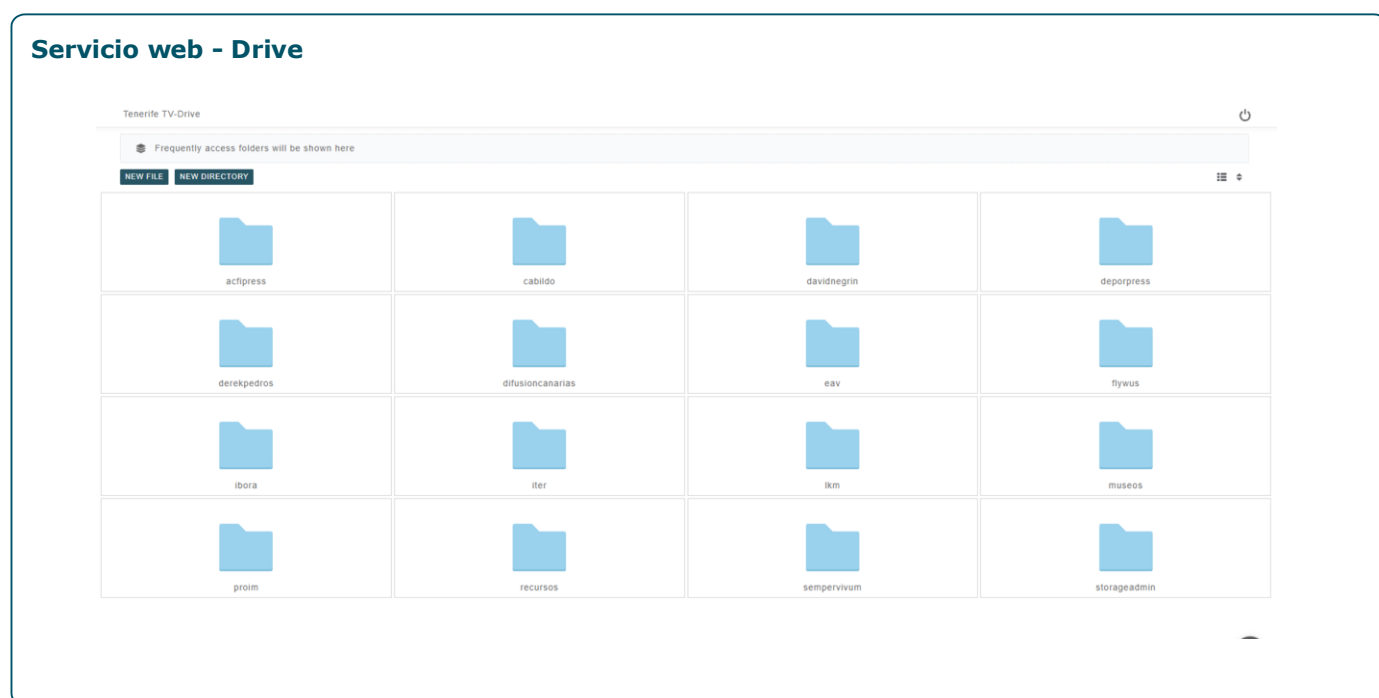 Servicio web - Drive
Tenerife TV-Drive
Frequently access folders will be shown here
NEW FILE NEW DIRECTORY
acfipress cabildo davidnegrin deporpress
derekpedros difusioncanarias eav flywus
ibora iter lkm museos
proim recursos sempervivum storageadmin